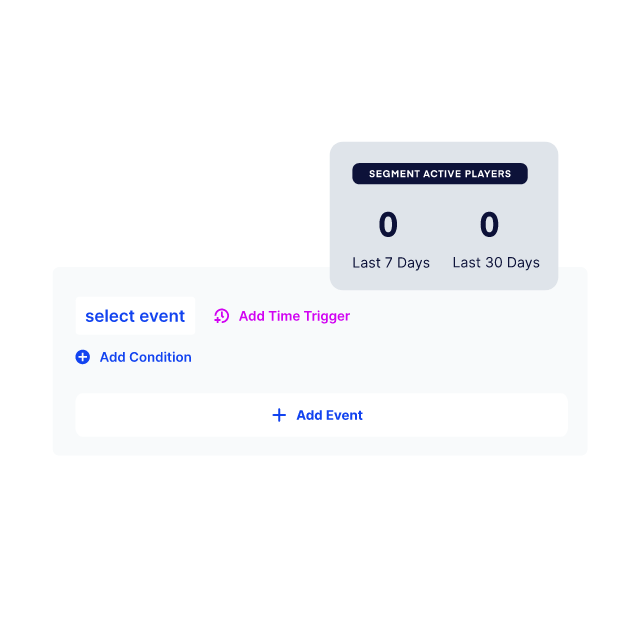 SEGMENT ACTIVE PLAYERS
0 0
Last 7 Days Last 30 Days
select event Add Time Trigger
Add Condition
Add Event